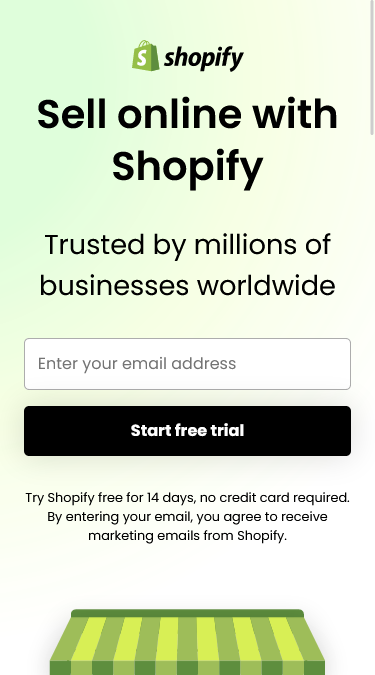 shopify
Sell online with
Shopify
Trusted by millions of
businesses worldwide
Enter your email address
Start free trial
Try Shopify free for 14 days, no credit card required.
By entering your email, you agree to receive
marketing emails from Shopify.